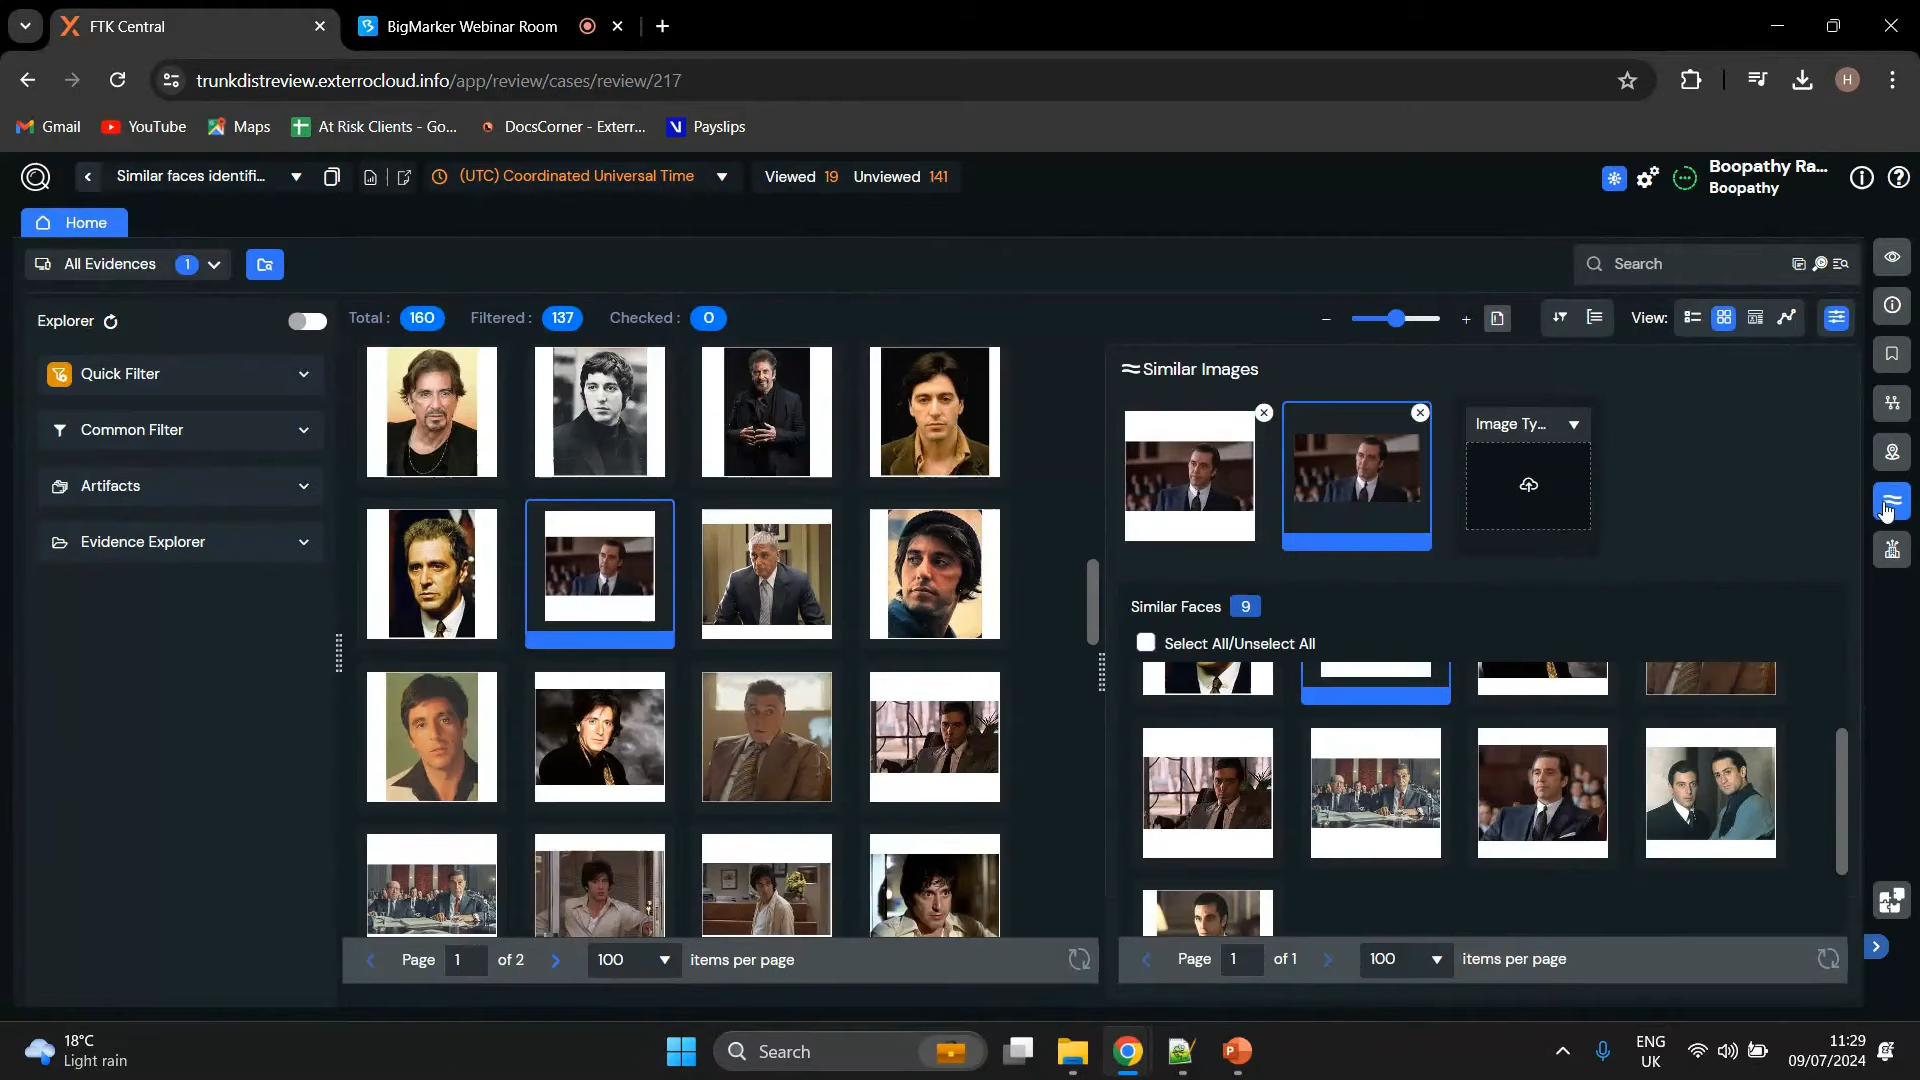 FTK Central
BigMarker Webinar Room
trunkdistreview.exterrocloud.info/app/review/cases/review/217
H
Gmail
YouTube
Maps
At Risk Clients - Go...
DocsCorner - Exterr...
Payslips
Similar faces identifi...
(UTC) Coordinated Universal Time
Viewed 19 Unviewed 141
Boopathy Ra...
Boopathy
Home
All Evidences 1
Search
Explorer
Total : 160 Filtered : 137 Checked : 0
View:
Quick Filter
Common Filter
Artifacts
Evidence Explorer
Similar Images
Image Ty...
Similar Faces 9
Select All/Unselect All
Page 1 of 2 100 items per page
Page 1 of 1 100 items per page
18°C
Light rain
Search
ENG
UK
11:29
09/07/2024